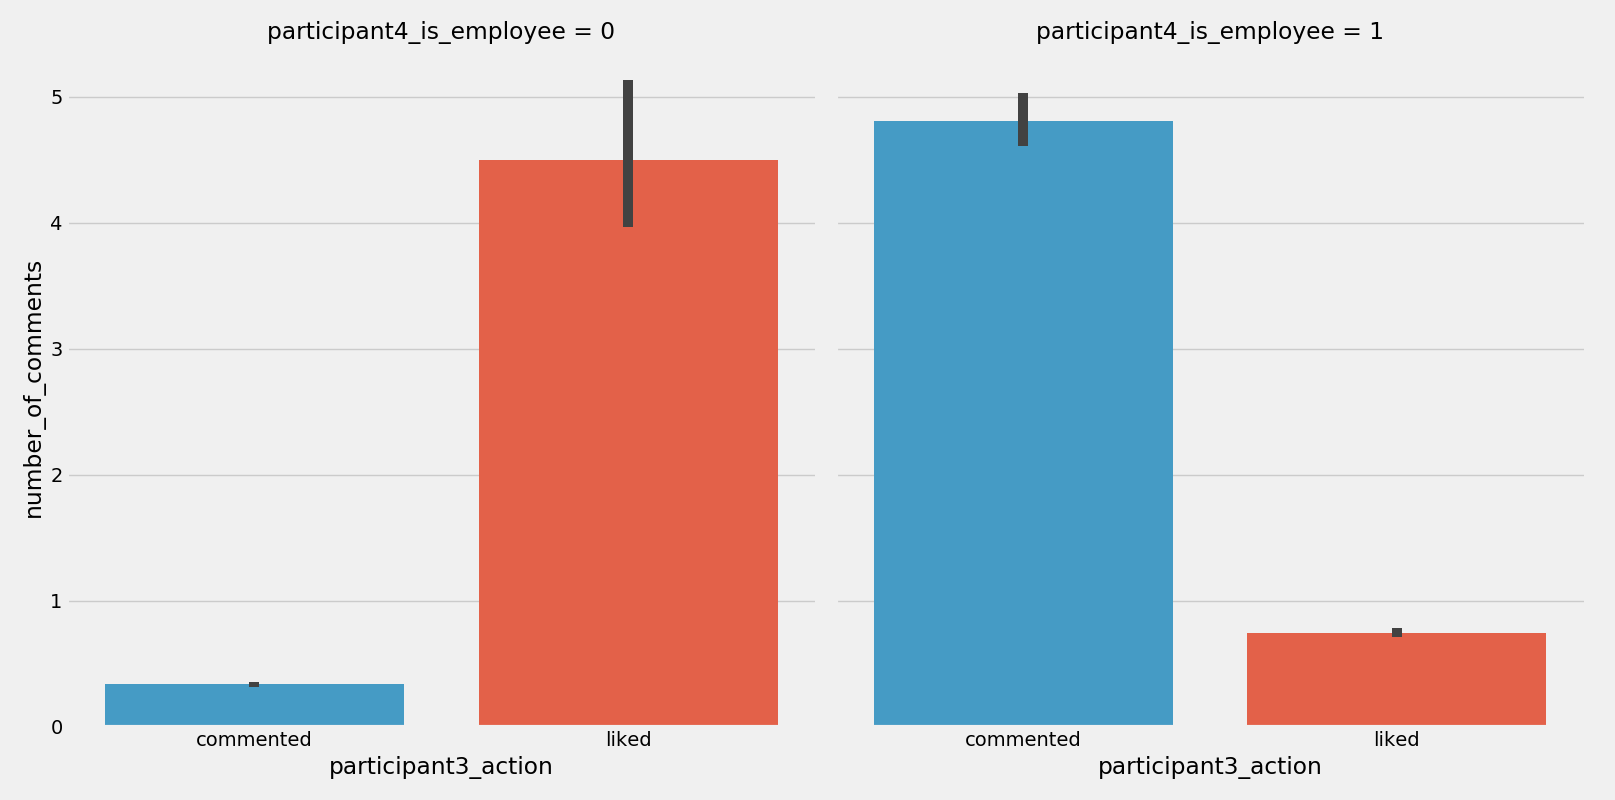 participant4_is_employee = 0
participant4_is_employee = 1
number_of_comments
5
4
3
2
1
0
commented
liked
commented
liked
participant3_action
participant3_action